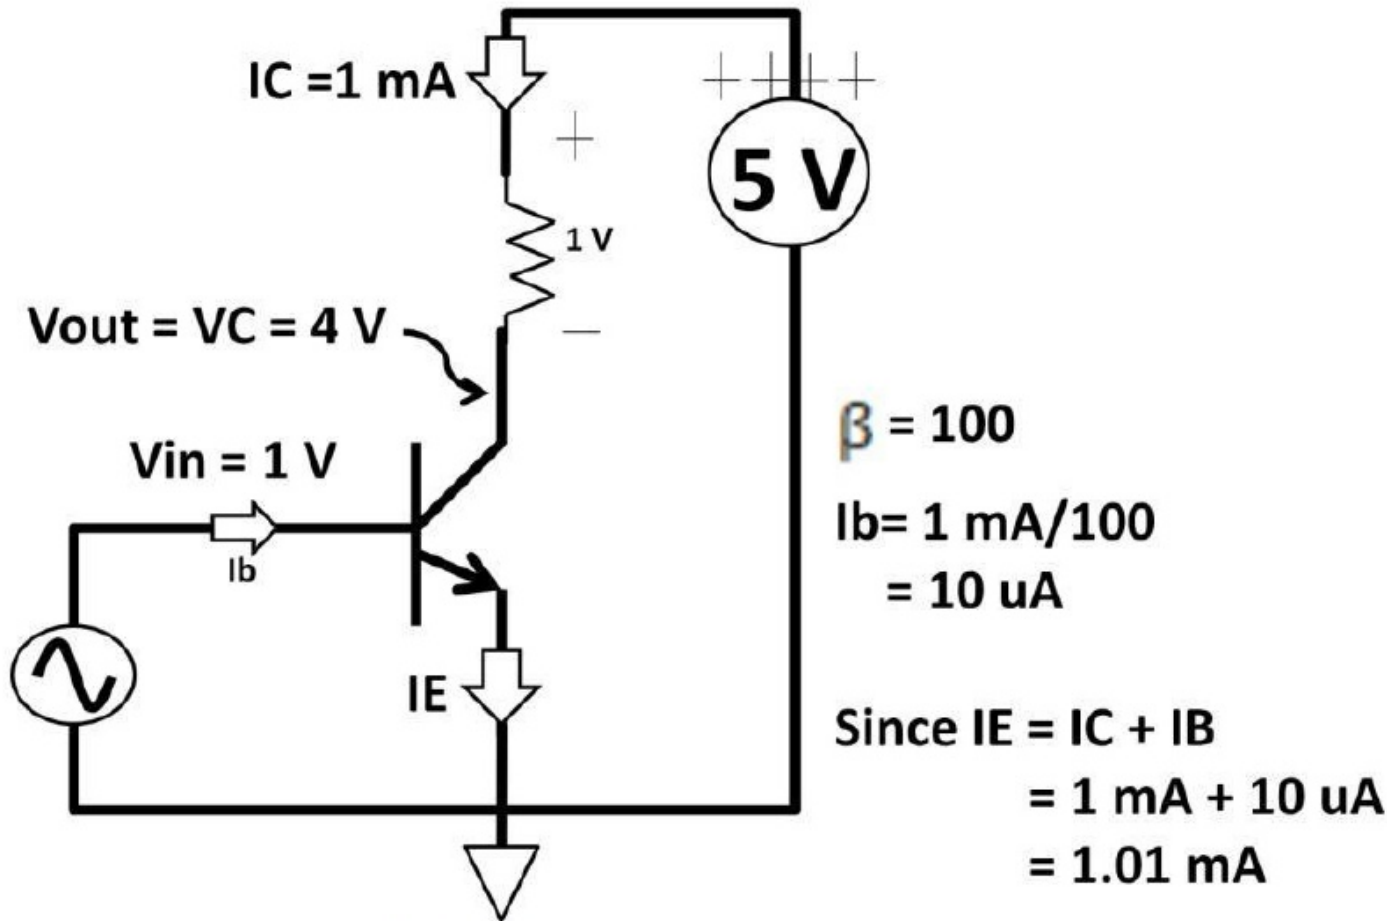 IC =1 mA
+ + + +
+
5 V
1 V
Vout = VC = 4 V
—
β = 100
Vin = 1 V
Ib= 1 mA/100
Ib
= 10 uA
IE
Since IE = IC + IB
= 1 mA + 10 uA
= 1.01 mA